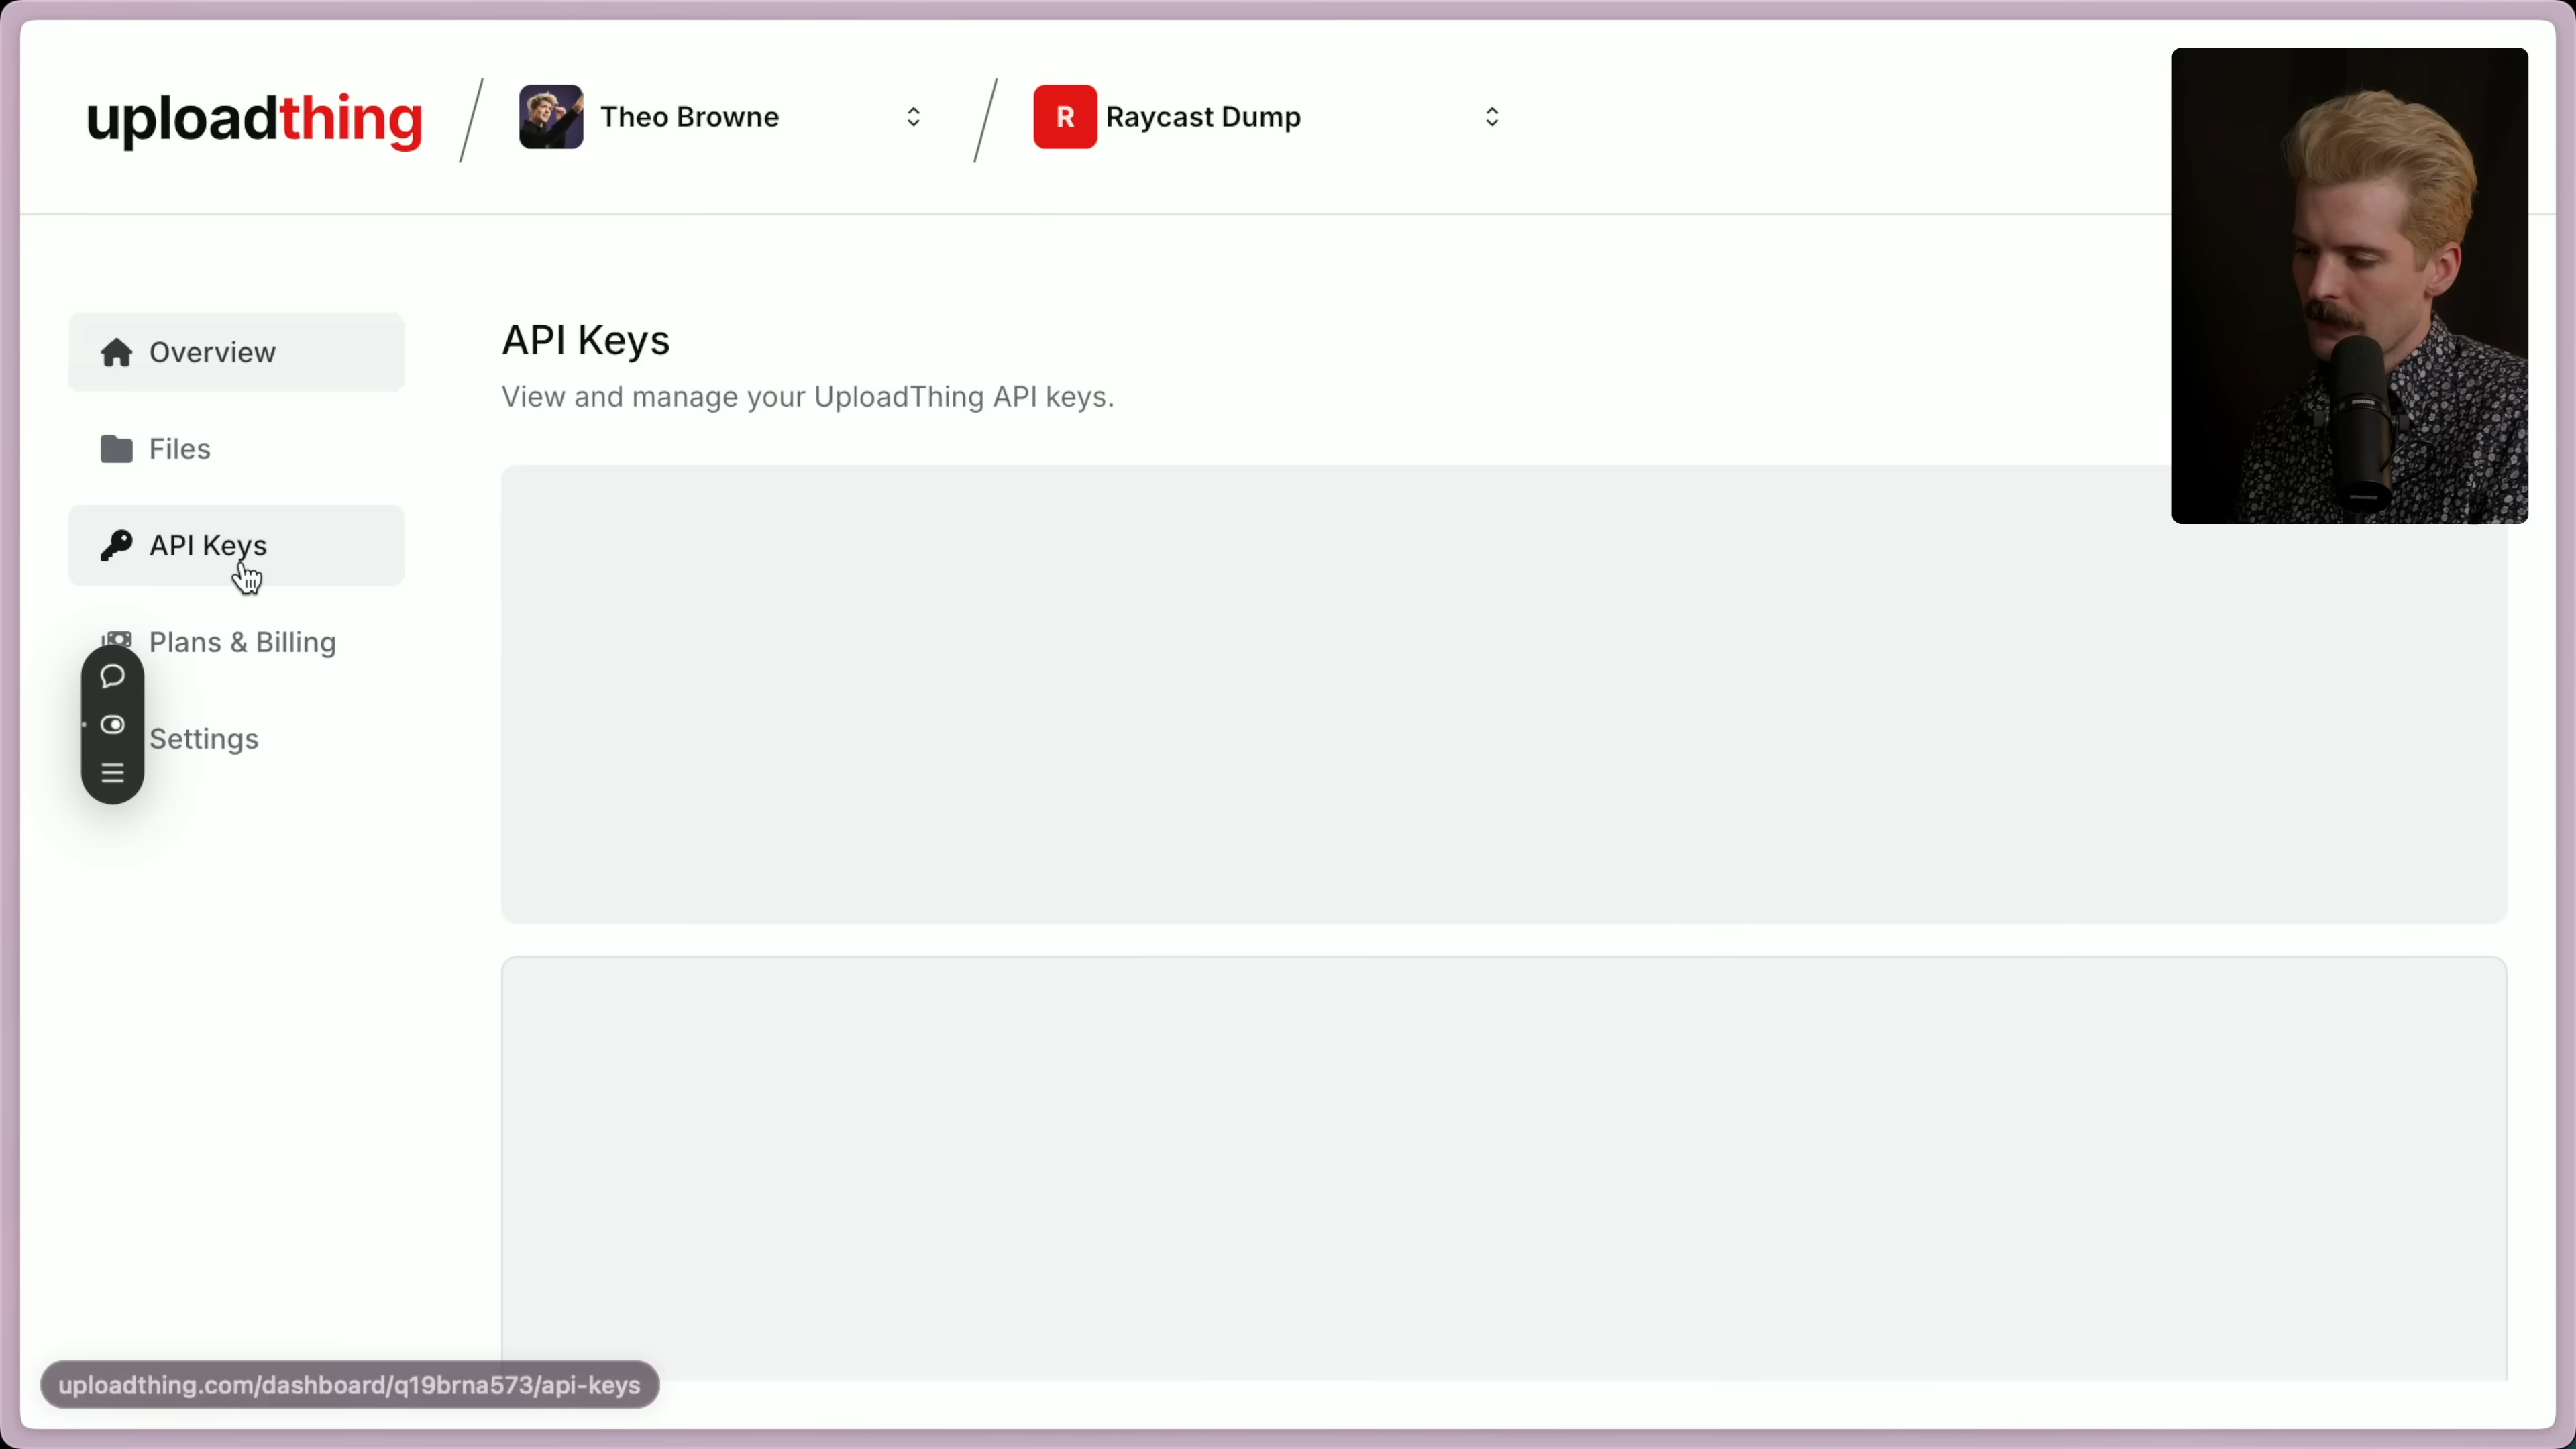 uploadthing
Theo Browne
R
Raycast Dump
Overview
Files
API Keys
Plans & Billing
Settings
API Keys
View and manage your UploadThing API keys.
uploadthing.com/dashboard/q19brna573/api-keys